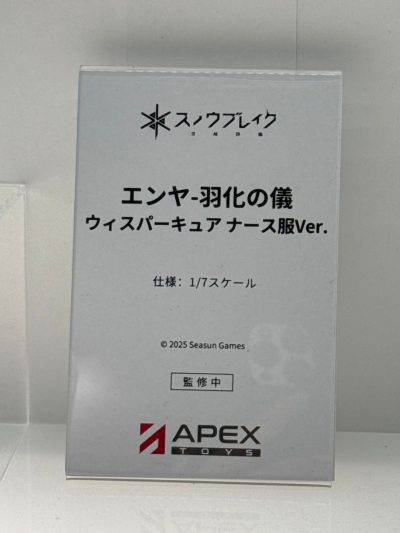 スノウブレイク
エンヤ-羽化の儀
ウィスパーキュア ナース服Ver.
仕様: 1/7スケール
© 2025 Seasun Games
監修中
APEX
TOYS